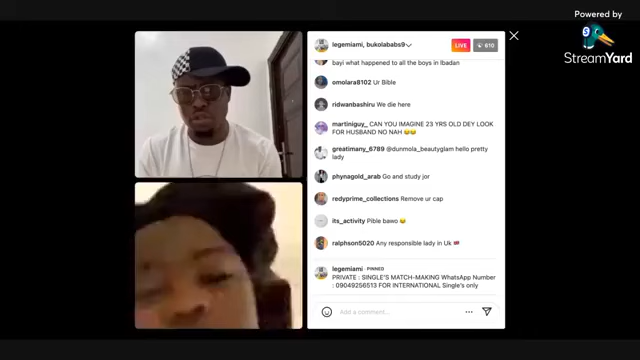 Powered by
StreamYard
legemiami, bukolababs9
LIVE
610
bayi what happened to all the boys in Ibadan
omolara8102 Ur Bible
ridwanbashiru We die here
martiniguy_ CAN YOU IMAGINE 23 YRS OLD DEY LOOK
FOR HUSBAND NO NAH 😂😂
greatimany_6789 @dunmola_beautyglam hello pretty
lady
phynagold_arab Go and study jor
redyprime_collections Remove ur cap
its_activity Pible bawo 😂
ralphson5020 Any responsible lady in Uk 🇬🇧
legemiami · PINNED
PRIVATE : SINGLE'S MATCH-MAKING WhatsApp Number
: 09049256513 FOR INTERNATIONAL Single's only
Add a comment...